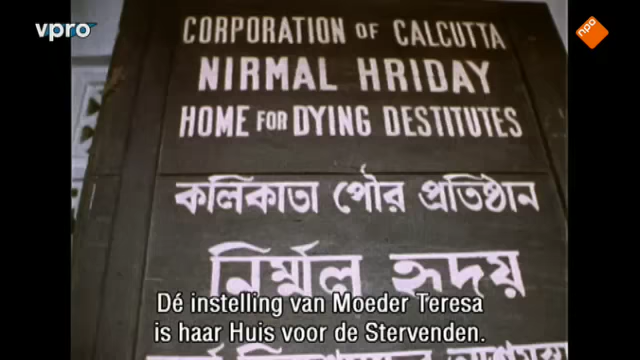 vpro
npo
CORPORATION OF CALCUTTA
NIRMAL HRIDAY
HOME FOR DYING DESTITUTES
কলিকাতা পৌর প্রতিষ্ঠান
নির্ম্মল হৃদয়
Dé instelling van Moeder Teresa
is haar Huis voor de Stervenden.